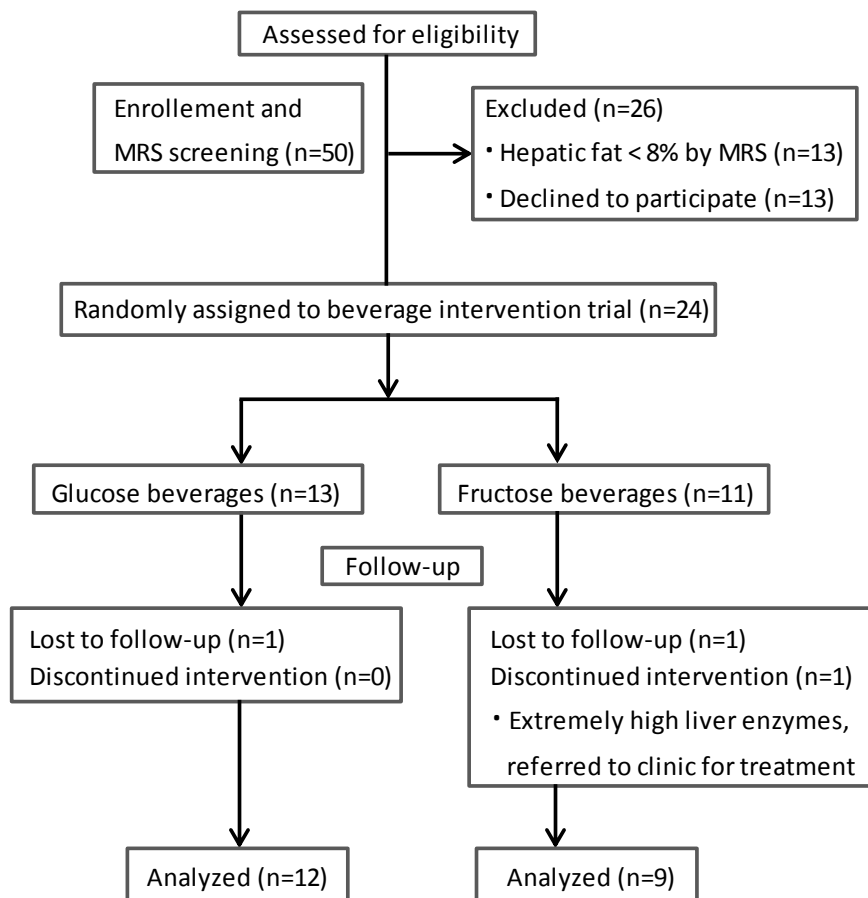 Assessed for eligibility
Enrollement and
MRS screening (n=50)
Excluded (n=26)
· Hepatic fat < 8% by MRS (n=13)
· Declined to participate (n=13)
Randomly assigned to beverage intervention trial (n=24)
Glucose beverages (n=13)
Fructose beverages (n=11)
Follow-up
Lost to follow-up (n=1)
Discontinued intervention (n=0)
Lost to follow-up (n=1)
Discontinued intervention (n=1)
· Extremely high liver enzymes,
referred to clinic for treatment
Analyzed (n=12)
Analyzed (n=9)